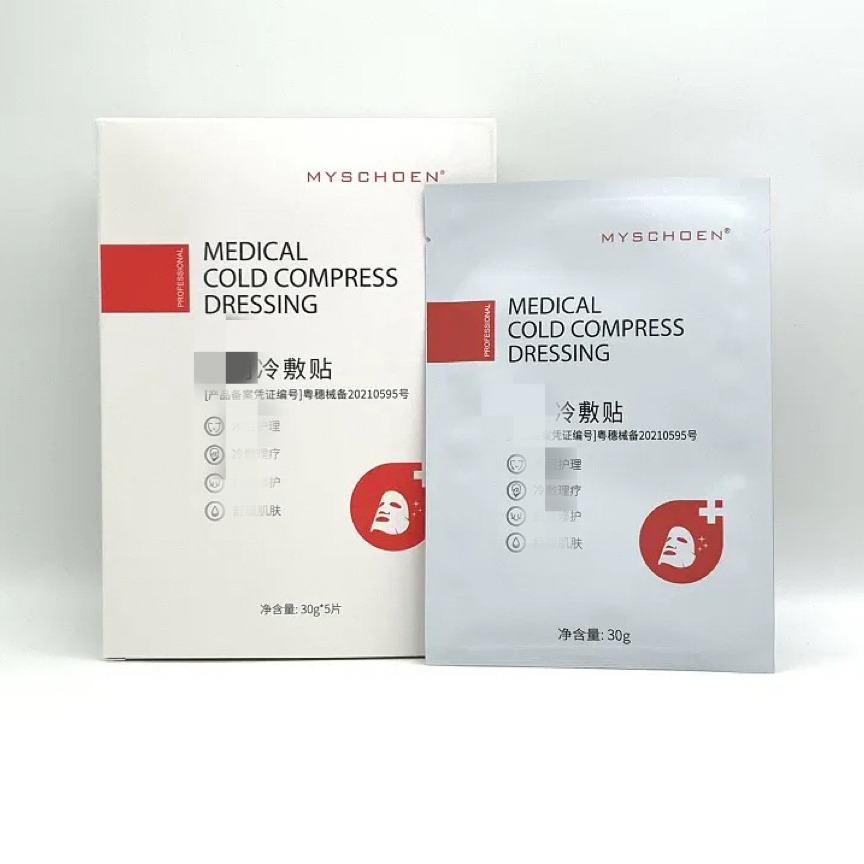 MYSCHOEN®
PROFESSIONAL
MEDICAL
COLD COMPRESS
DRESSING
冷敷贴
[产品备案凭证编号]粤穗械备20210595号
护理
冷敷理疗
护
肌肤
净含量: 30g*5片
MYSCHOEN®
PROFESSIONAL
MEDICAL
COLD COMPRESS
DRESSING
冷敷贴
案凭证编号]粤穗械备20210595号
护理
冷敷理疗
护
肌肤
净含量: 30g